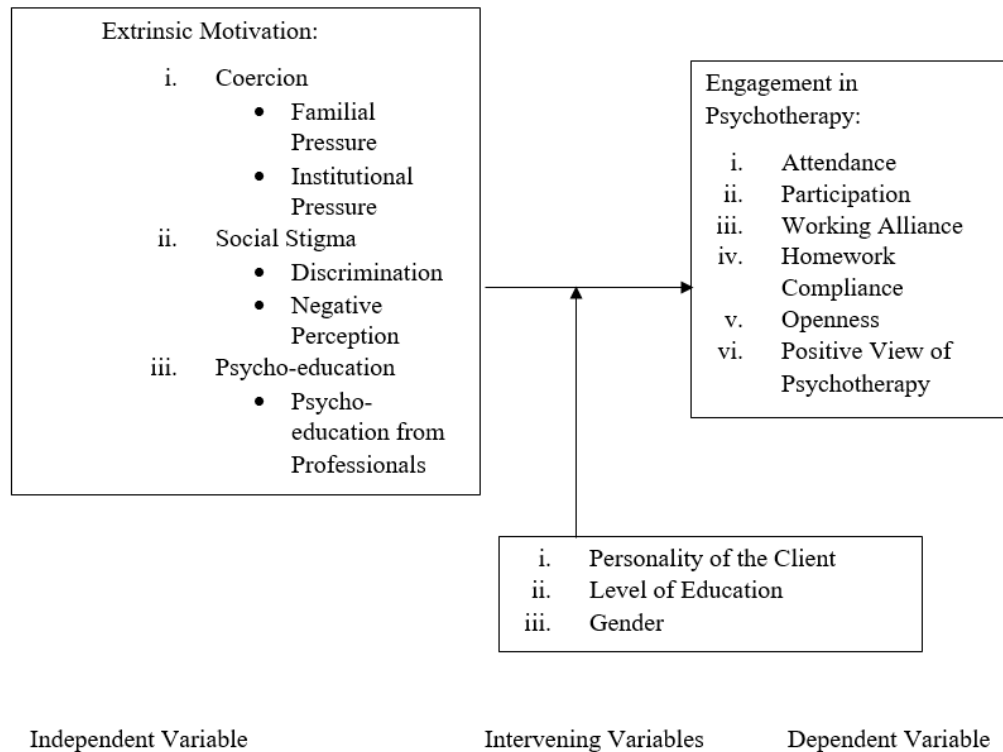 Extrinsic Motivation:
i. Coercion
• Familial
Pressure
• Institutional
Pressure
ii. Social Stigma
• Discrimination
• Negative
Perception
iii. Psycho-education
• Psycho-
education from
Professionals
Engagement in
Psychotherapy:
i. Attendance
ii. Participation
iii. Working Alliance
iv. Homework
Compliance
v. Openness
vi. Positive View of
Psychotherapy
i. Personality of the Client
ii. Level of Education
iii. Gender
Independent Variable
Intervening Variables
Dependent Variable